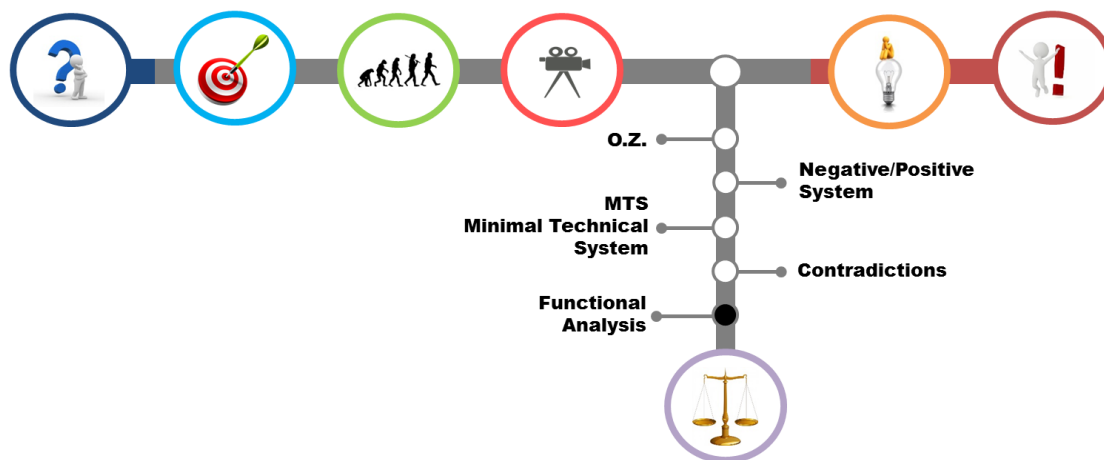 O.Z.
Negative/Positive
System
MTS
Minimal Technical
System
Contradictions
Functional
Analysis